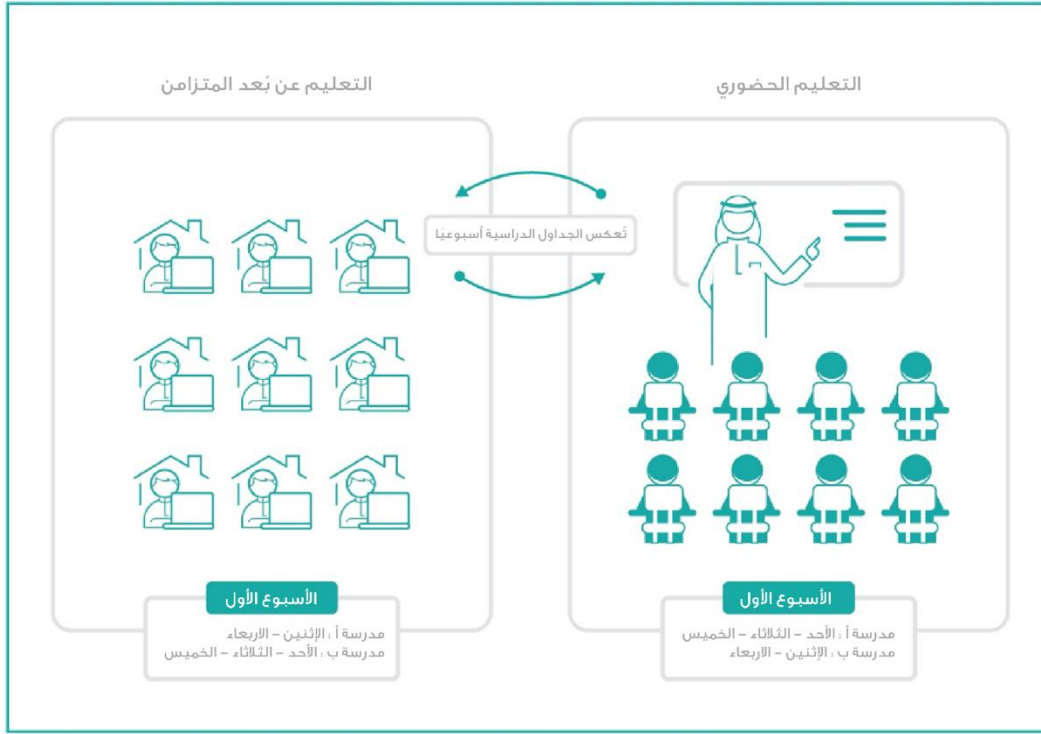 التعليم الحضوري
التعليم عن بُعد المتزامن
تُعكس الجداول الدراسية أسبوعيًا
الأسبوع الأول
مدرسة أ : الأحد - الثلاثاء - الخميس
مدرسة ب : الإثنين - الاربعاء
الأسبوع الأول
مدرسة أ : الإثنين - الاربعاء
مدرسة ب : الأحد - الثلاثاء - الخميس